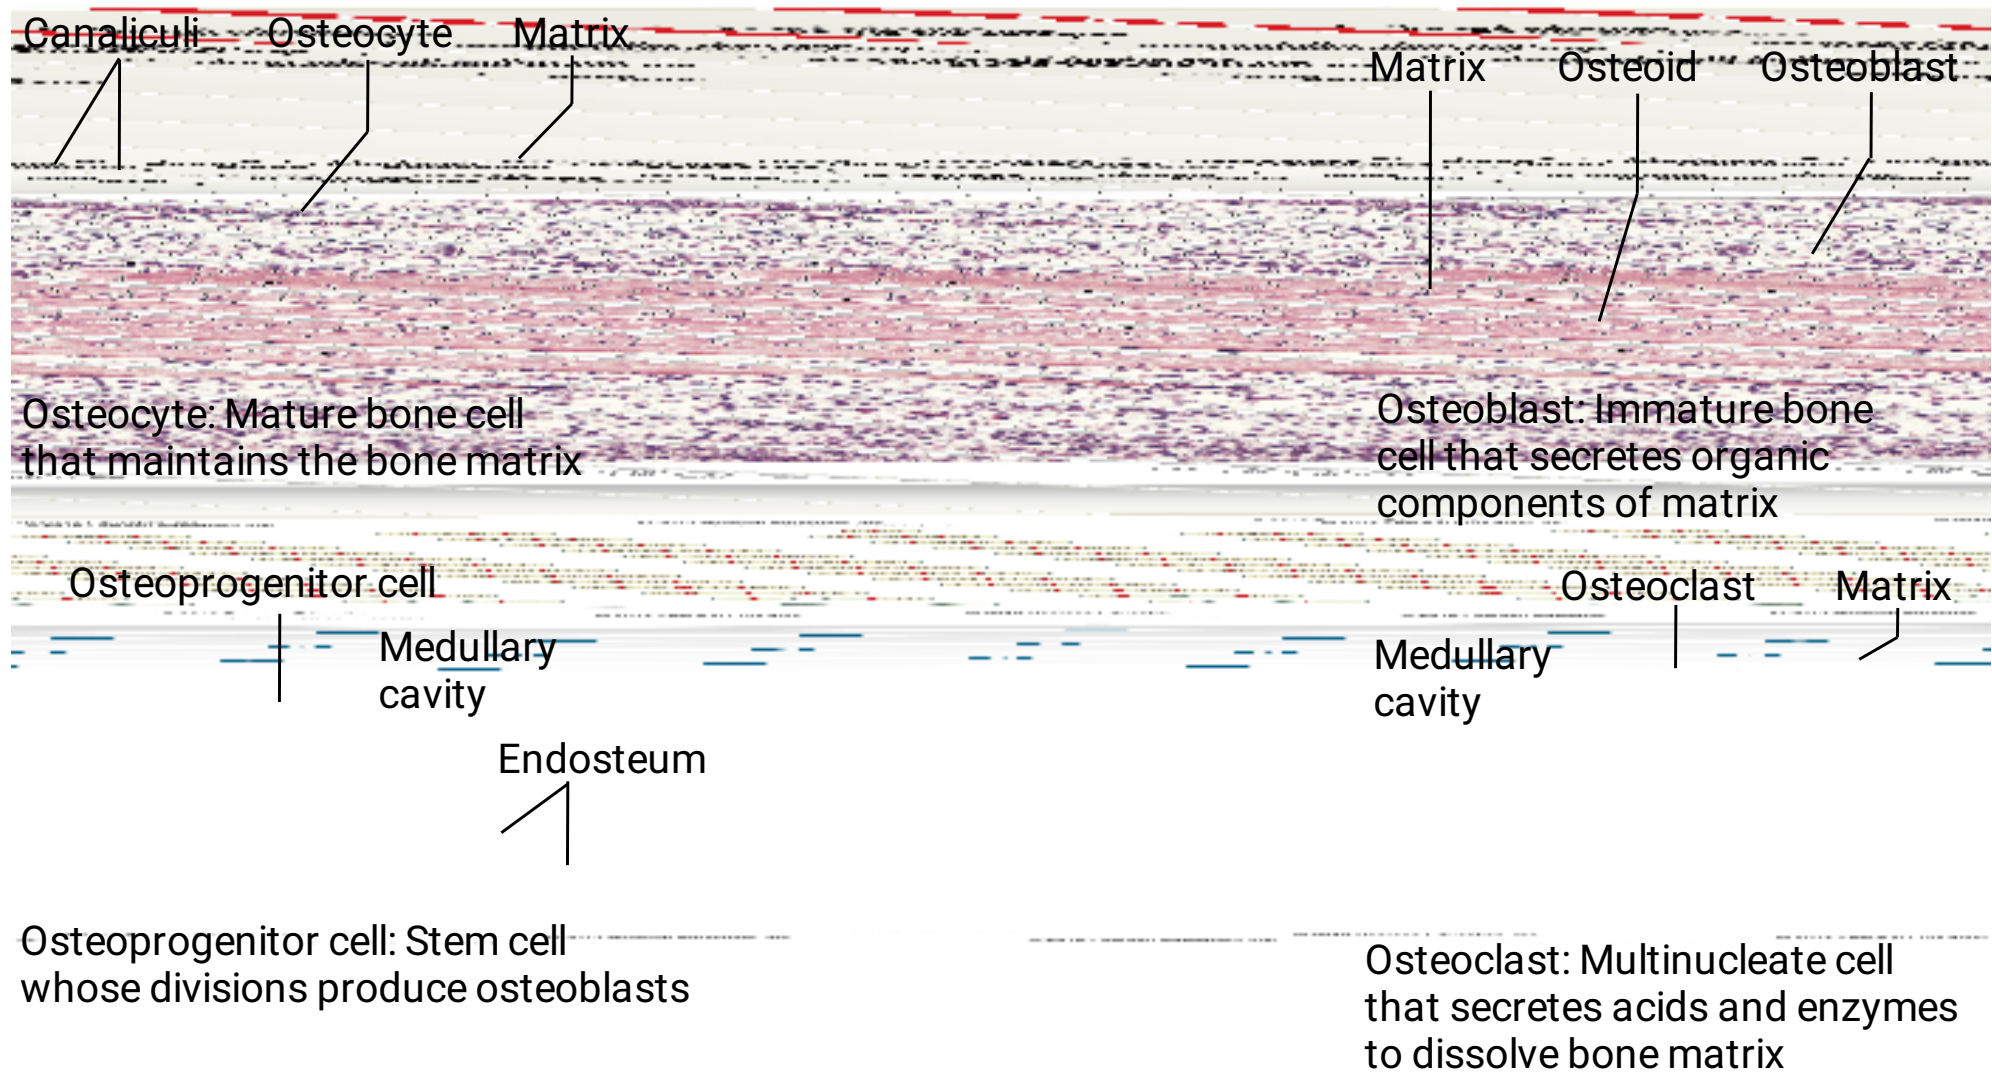 Canaliculi Osteocyte Matrix
Matrix Osteoid Osteoblast
Osteocyte: Mature bone cell
that maintains the bone matrix
Osteoblast: Immature bone
cell that secretes organic
components of matrix
Osteoprogenitor cell
Medullary
cavity
Endosteum
Osteoclast Matrix
Medullary
cavity
Osteoprogenitor cell: Stem cell
whose divisions produce osteoblasts
Osteoclast: Multinucleate cell
that secretes acids and enzymes
to dissolve bone matrix